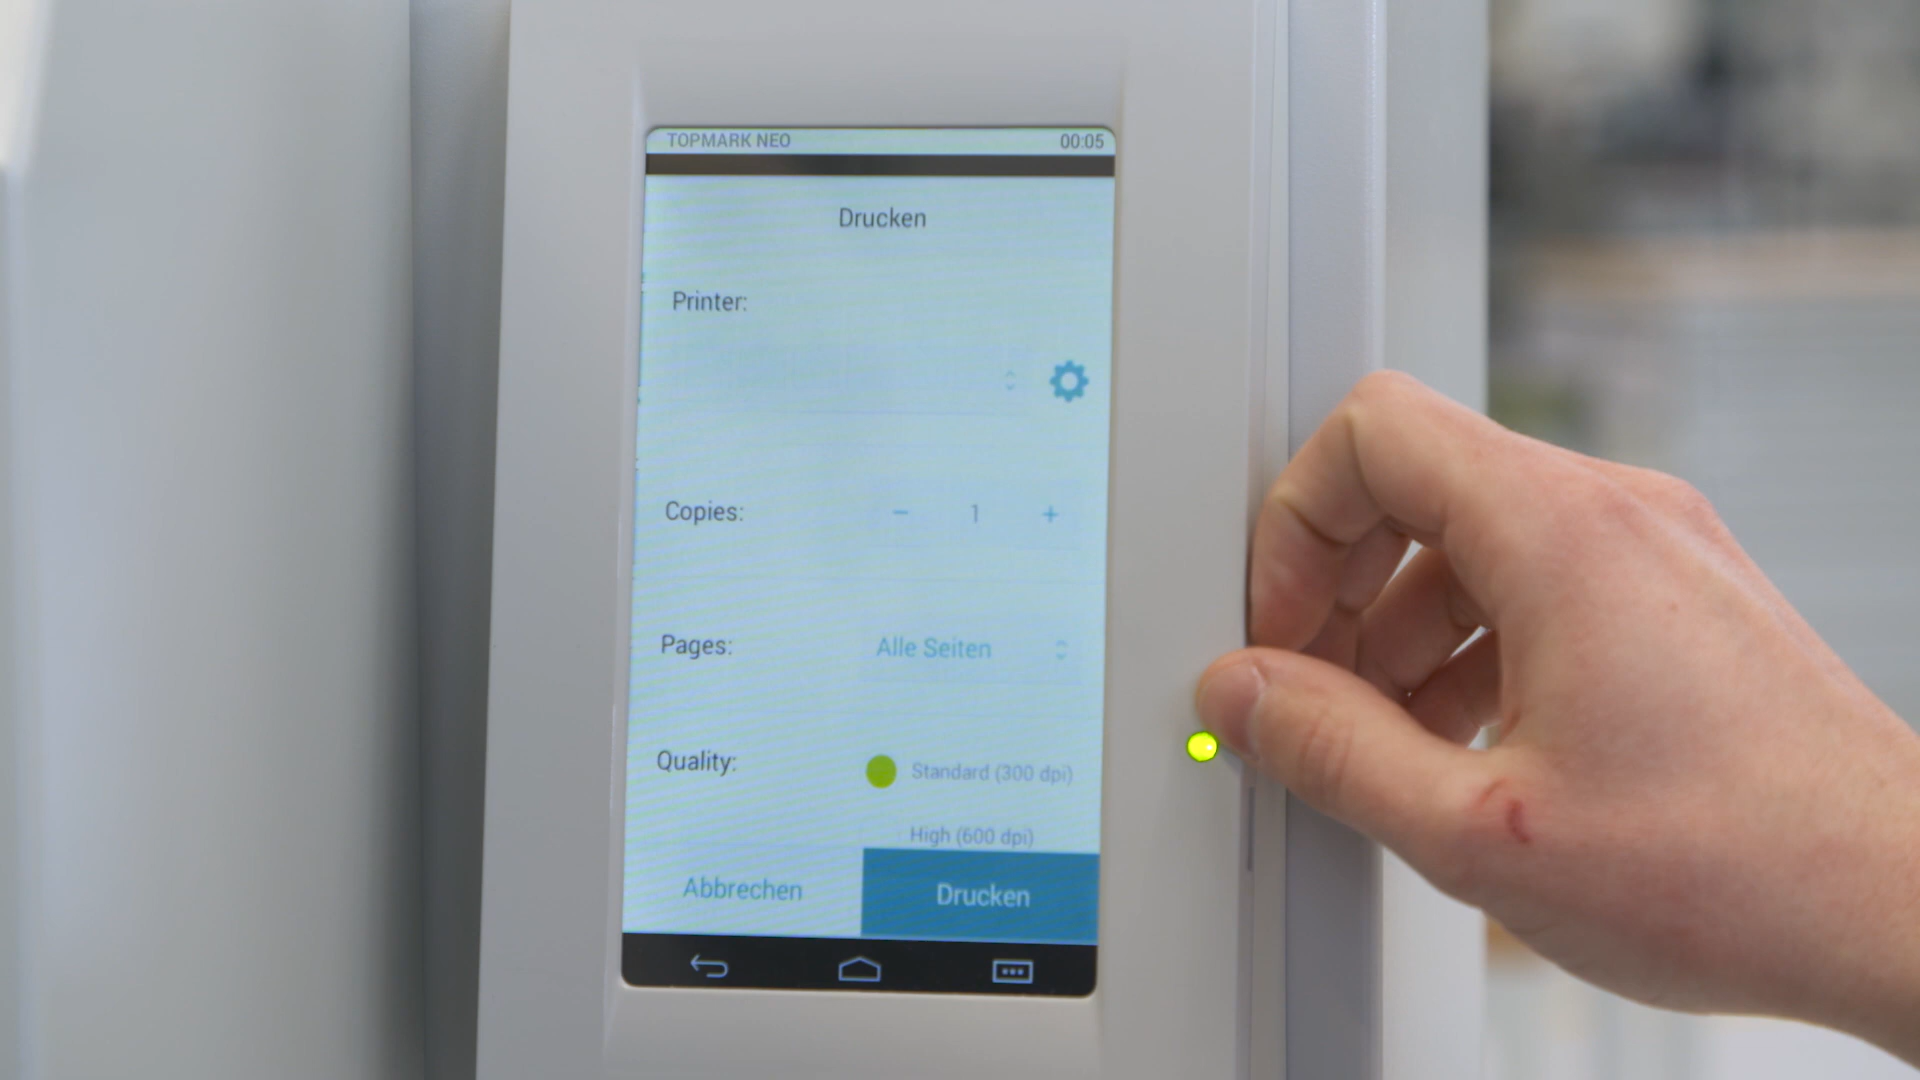 TOPMARK NEO 00:05
Drucken
Printer:
Copies: − 1 +
Pages: Alle Seiten
Quality: Standard (300 dpi)
High (600 dpi)
Abbrechen Drucken